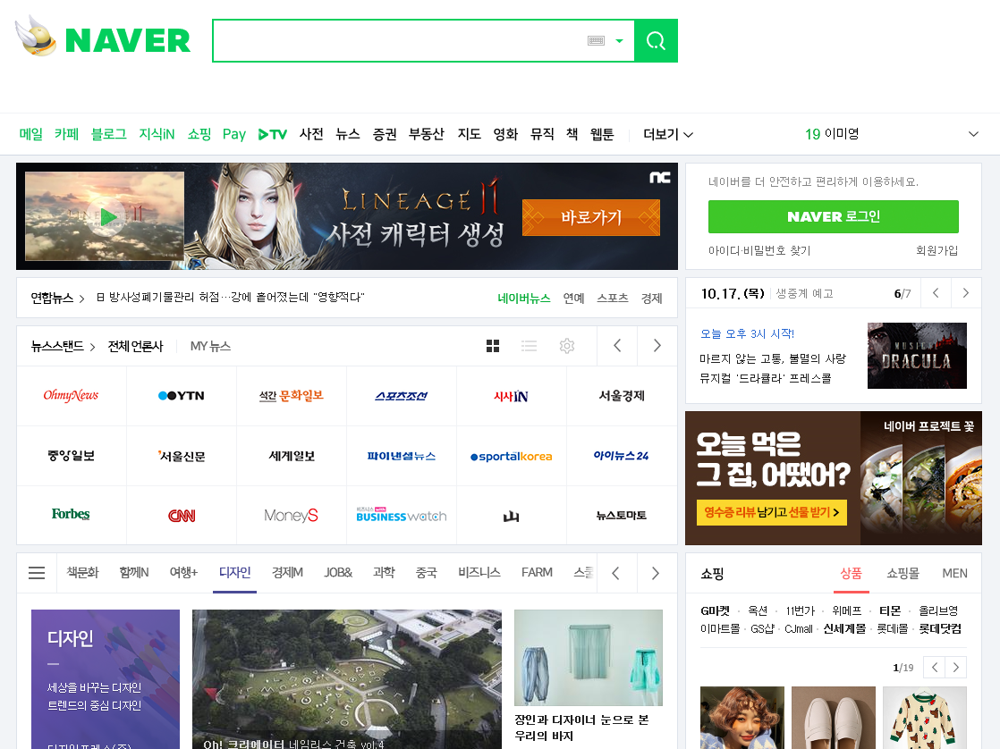 NAVER
메일 카페 블로그 지식iN 쇼핑 Pay TV 사전 뉴스 증권 부동산 지도 영화 뮤직 책 웹툰 더보기 19 이미영
LINEAGE II
사전 캐릭터 생성
바로가기
NC
네이버를 더 안전하고 편리하게 이용하세요.
NAVER 로그인
아이디·비밀번호 찾기 회원가입
연합뉴스 日 방사성폐기물관리 허점…강에 흩어졌는데 "영향적다" 네이버뉴스 연예 스포츠 경제
10.17.(목) 생중계 예고 6/7
오늘 오후 3시 시작!
마르지 않는 고통, 불멸의 사랑
뮤지컬 '드라큘라' 프레스콜
MUSICAL
DRACULA
뉴스스탠드 전체 언론사 MY 뉴스
OhmyNews YTN 석간 문화일보 스포츠조선 시사IN 서울경제
중앙일보 서울신문 세계일보 파이낸셜뉴스 sportalkorea 아이뉴스24
Forbes CNN MoneyS 비즈니스 with BUSINESS watch 뉴스토마토
네이버 프로젝트 꽃
오늘 먹은
그 집, 어땠어?
영수증 리뷰 남기고 선물 받기 >
책문화 함께N 여행+ 디자인 경제M JOB& 과학 중국 비즈니스 FARM
쇼핑 상품 쇼핑몰 MEN
G마켓 · 옥션 · 11번가 · 위메프 · 티몬 · 올리브영
이마트몰 · GS샵 · CJmall · 신세계몰 · 롯데i몰 · 롯데닷컴
1/19
디자인
세상을 바꾸는 디자인
트렌드의 중심 디자인
Oh! 크리에이터 네임리스 건축 vol.4
장인과 디자이너 눈으로 본
우리의 바지